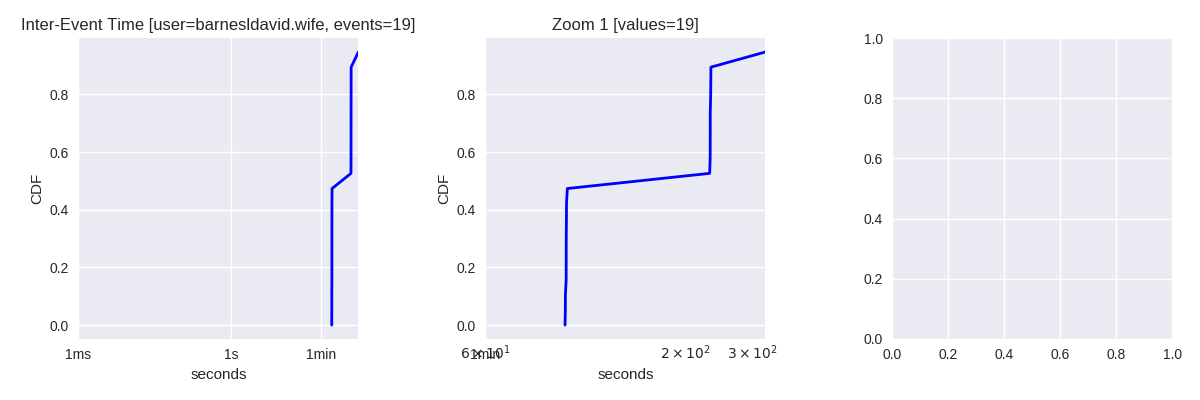 Inter-Event Time [user=barnesldavid.wife, events=19]
CDF
0.8
0.6
0.4
0.2
0.0
1ms 1s 1min
seconds
Zoom 1 [values=19]
CDF
0.8
0.6
0.4
0.2
0.0
6 × 10¹ 1min 2 × 10² 3 × 10²
seconds
1.0
0.8
0.6
0.4
0.2
0.0
0.0 0.2 0.4 0.6 0.8 1.0